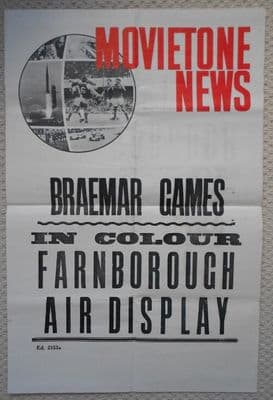 MOVIETONE
NEWS
BRAEMAR GAMES
IN COLOUR
FARNBOROUGH
AIR DISPLAY